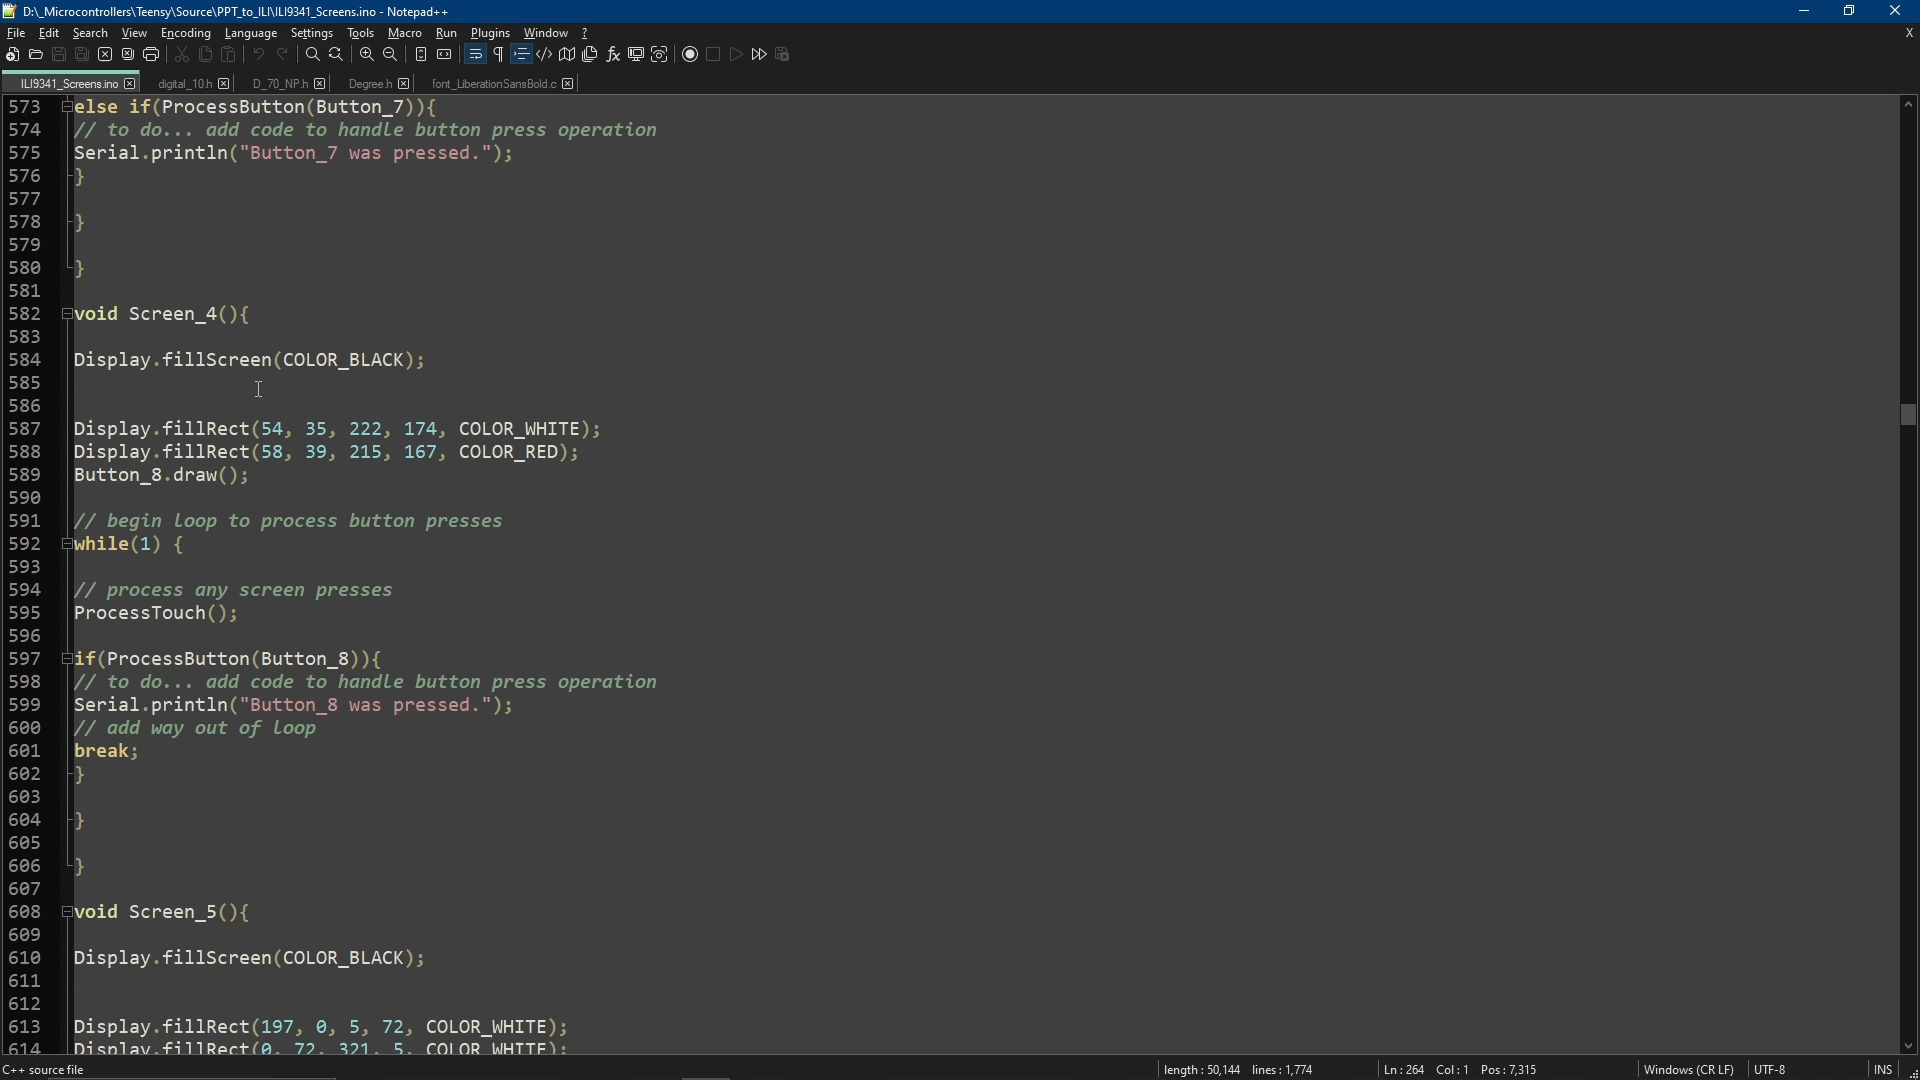 D:\_Microcontrollers\Teensy\Source\PPT_to_ILI\ILI9341_Screens.ino - Notepad++
File Edit Search View Encoding Language Settings Tools Macro Run Plugins Window ? X
ILI9341_Screens.ino digital_10.h D_70_NP.h Degree.h font_LiberationSansBold.c
573 else if(ProcessButton(Button_7)){
574 // to do... add code to handle button press operation
575 Serial.println("Button_7 was pressed.");
576 }
577
578 }
579
580 }
581
582 void Screen_4(){
583
584 Display.fillScreen(COLOR_BLACK);
585
586
587 Display.fillRect(54, 35, 222, 174, COLOR_WHITE);
588 Display.fillRect(58, 39, 215, 167, COLOR_RED);
589 Button_8.draw();
590
591 // begin loop to process button presses
592 while(1) {
593
594 // process any screen presses
595 ProcessTouch();
596
597 if(ProcessButton(Button_8)){
598 // to do... add code to handle button press operation
599 Serial.println("Button_8 was pressed.");
600 // add way out of loop
601 break;
602 }
603
604 }
605
606 }
607
608 void Screen_5(){
609
610 Display.fillScreen(COLOR_BLACK);
611
612
613 Display.fillRect(197, 0, 5, 72, COLOR_WHITE);
614 Display.fillRect(0, 72, 321, 5, COLOR_WHITE);
C++ source file length : 50,144 lines : 1,774 Ln : 264 Col : 1 Pos : 7,315 Windows (CR LF) UTF-8 INS